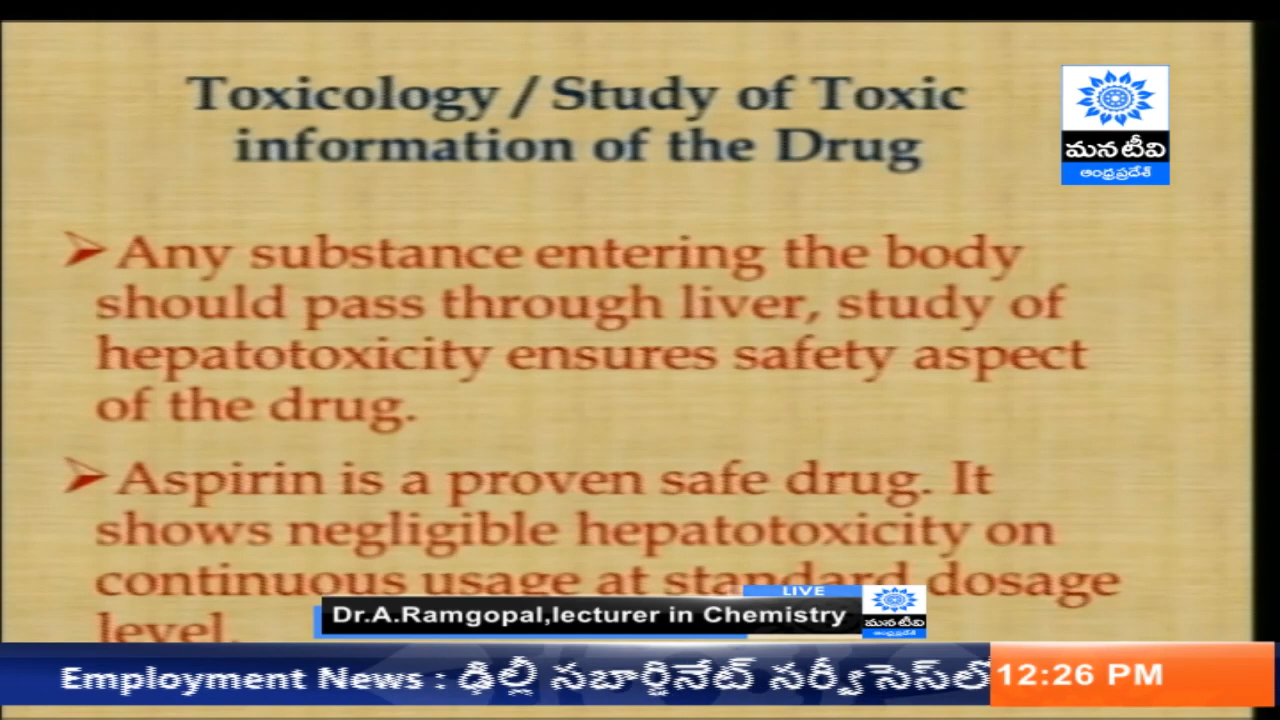 Toxicology / Study of Toxic
information of the Drug
మన టీవి
ఆంధ్రప్రదేశ్
➢Any substance entering the body
should pass through liver, study of
hepatotoxicity ensures safety aspect
of the drug.
➢Aspirin is a proven safe drug. It
shows negligible hepatotoxicity on
continuous usage at standard dosage
level.
LIVE
Dr.A.Ramgopal,lecturer in Chemistry
మన టీవి
ఆంధ్రప్రదేశ్
Employment News : ఢిల్లీ సబార్డినేట్ సర్వీసెస్‌లో
12:26 PM